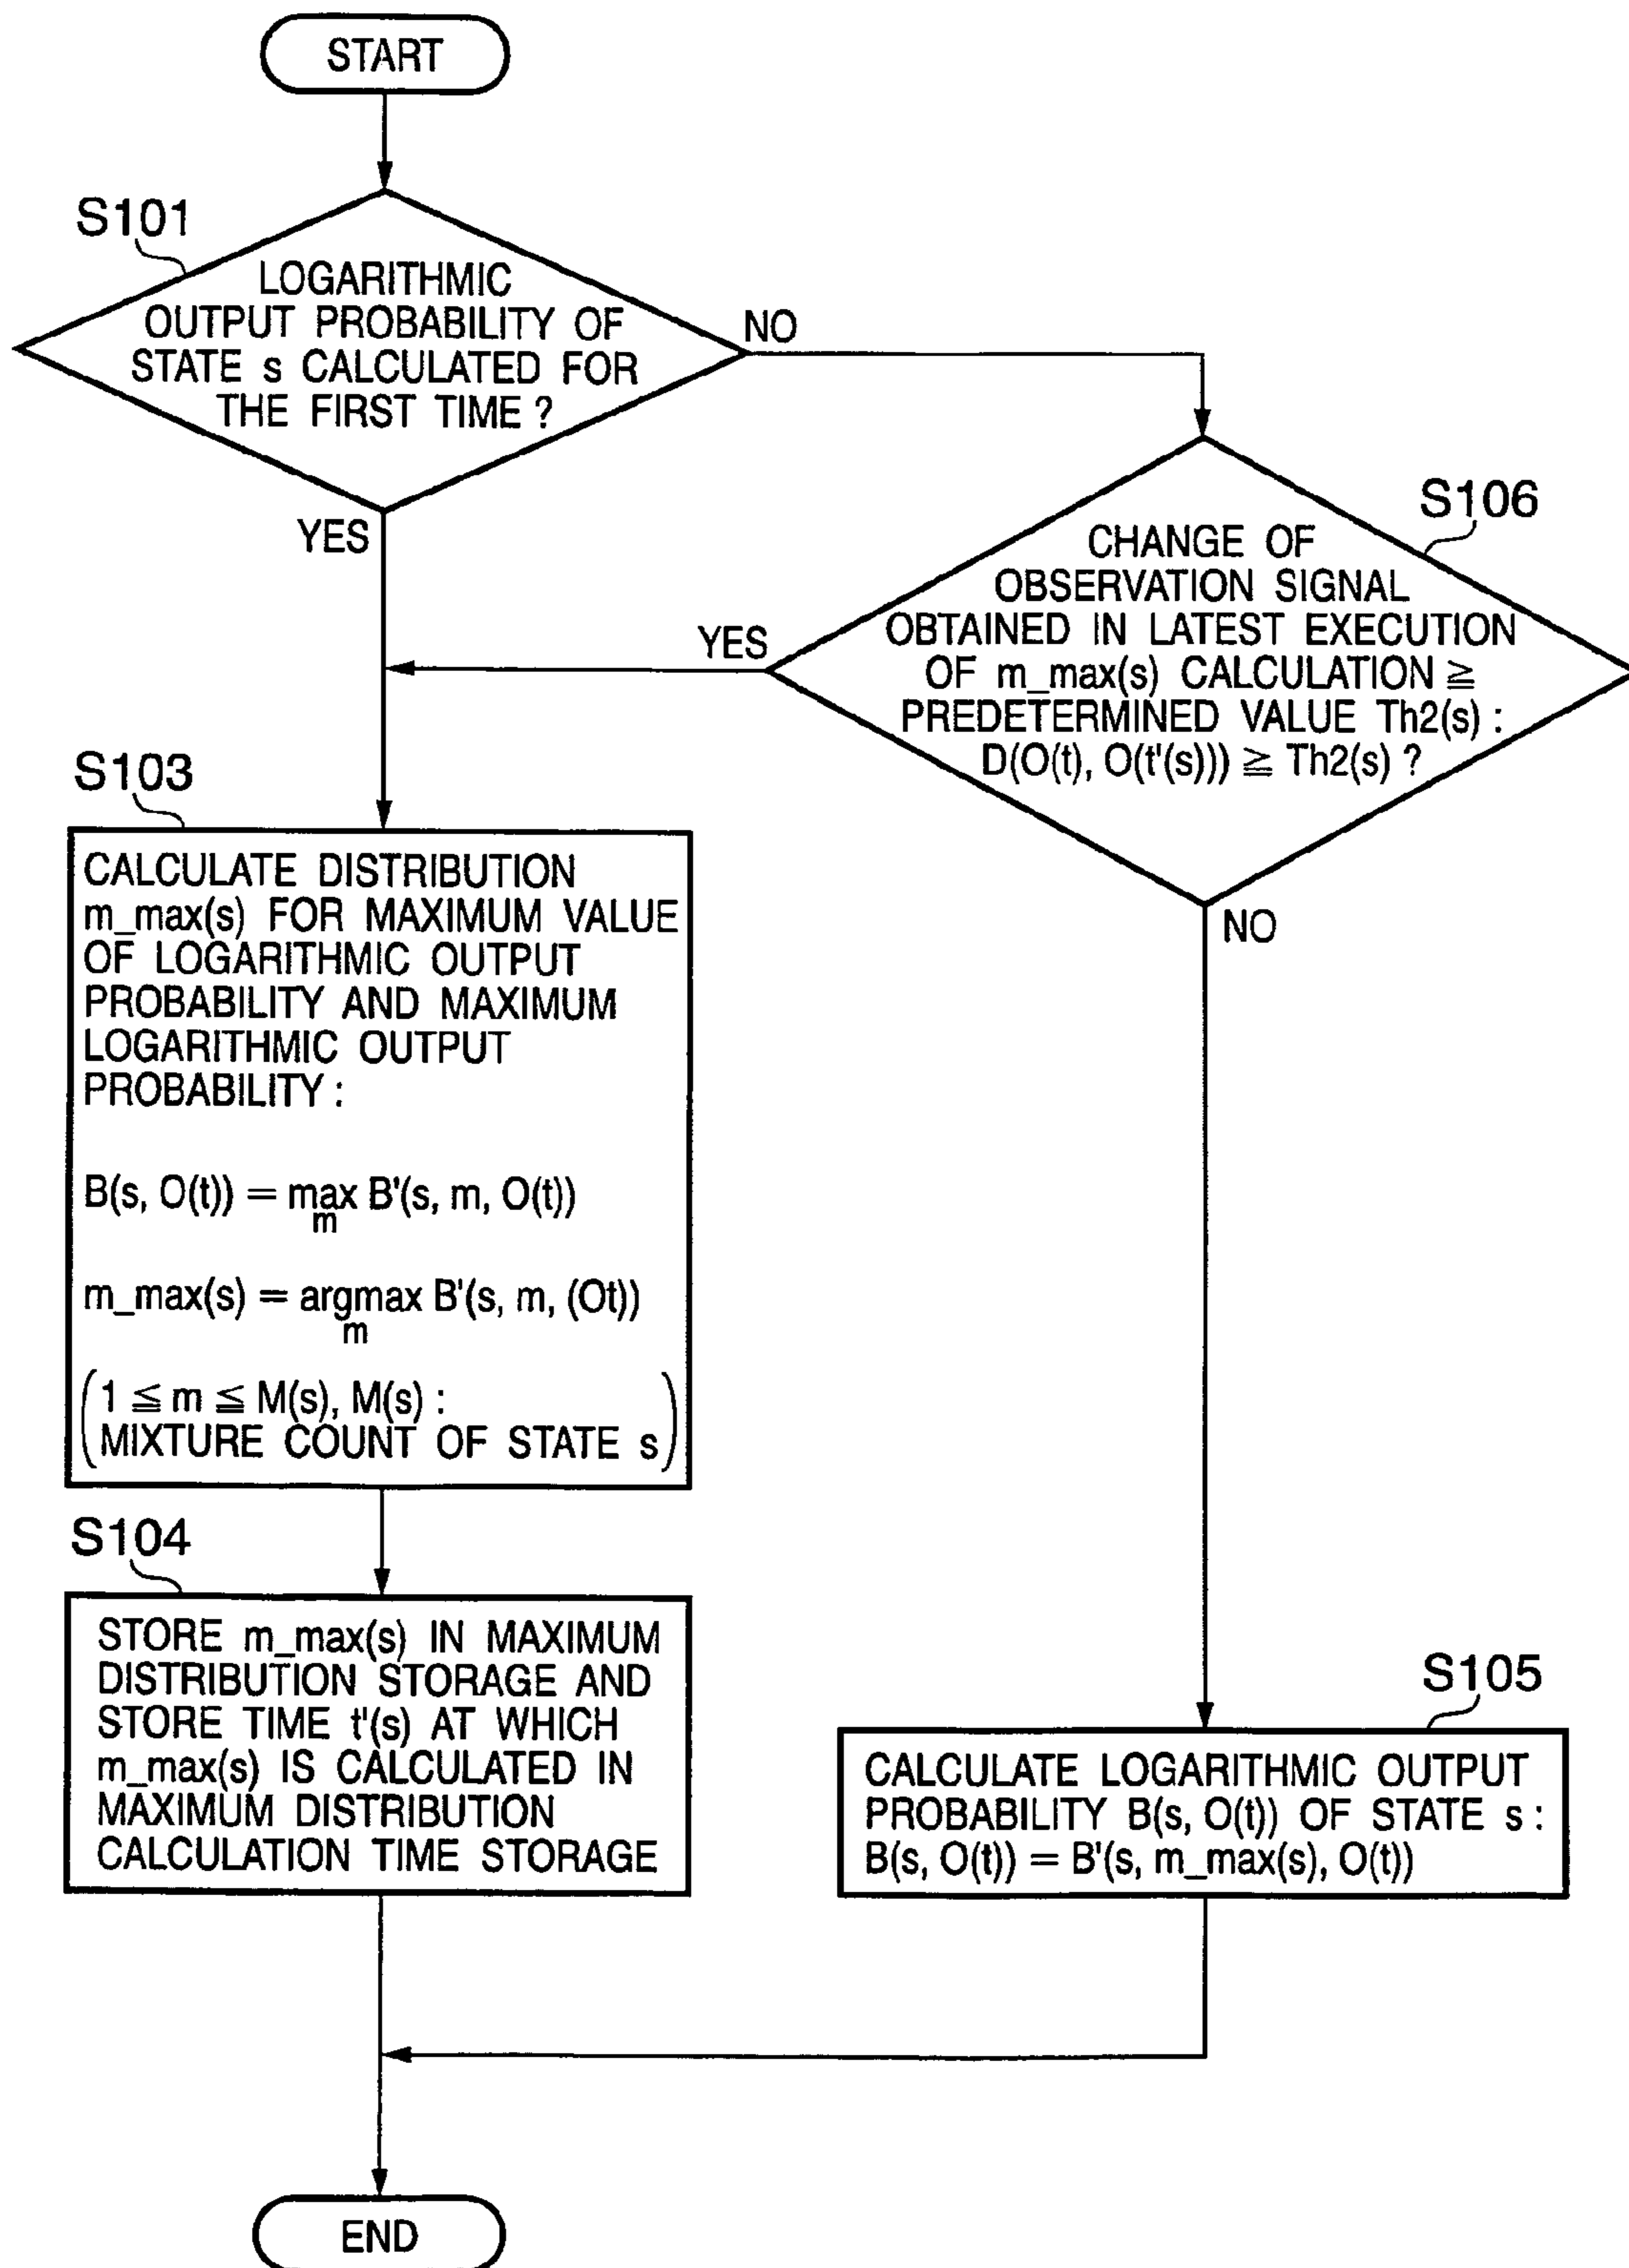 START
S101
LOGARITHMIC
OUTPUT PROBABILITY OF
STATE s CALCULATED FOR
THE FIRST TIME ?
NO
YES
S106
CHANGE OF
OBSERVATION SIGNAL
OBTAINED IN LATEST EXECUTION
OF m_max(s) CALCULATION ≧
PREDETERMINED VALUE Th2(s) :
D(O(t), O(t'(s))) ≧ Th2(s) ?
YES
NO
S103
CALCULATE DISTRIBUTION
m_max(s) FOR MAXIMUM VALUE
OF LOGARITHMIC OUTPUT
PROBABILITY AND MAXIMUM
LOGARITHMIC OUTPUT
PROBABILITY :
B(s, O(t)) = max B'(s, m, O(t))
m
m_max(s) = argmax B'(s, m, (Ot))
m
(1 ≦ m ≦ M(s), M(s) :
MIXTURE COUNT OF STATE s)
S104
STORE m_max(s) IN MAXIMUM
DISTRIBUTION STORAGE AND
STORE TIME t'(s) AT WHICH
m_max(s) IS CALCULATED IN
MAXIMUM DISTRIBUTION
CALCULATION TIME STORAGE
S105
CALCULATE LOGARITHMIC OUTPUT
PROBABILITY B(s, O(t)) OF STATE s :
B(s, O(t)) = B'(s, m_max(s), O(t))
END